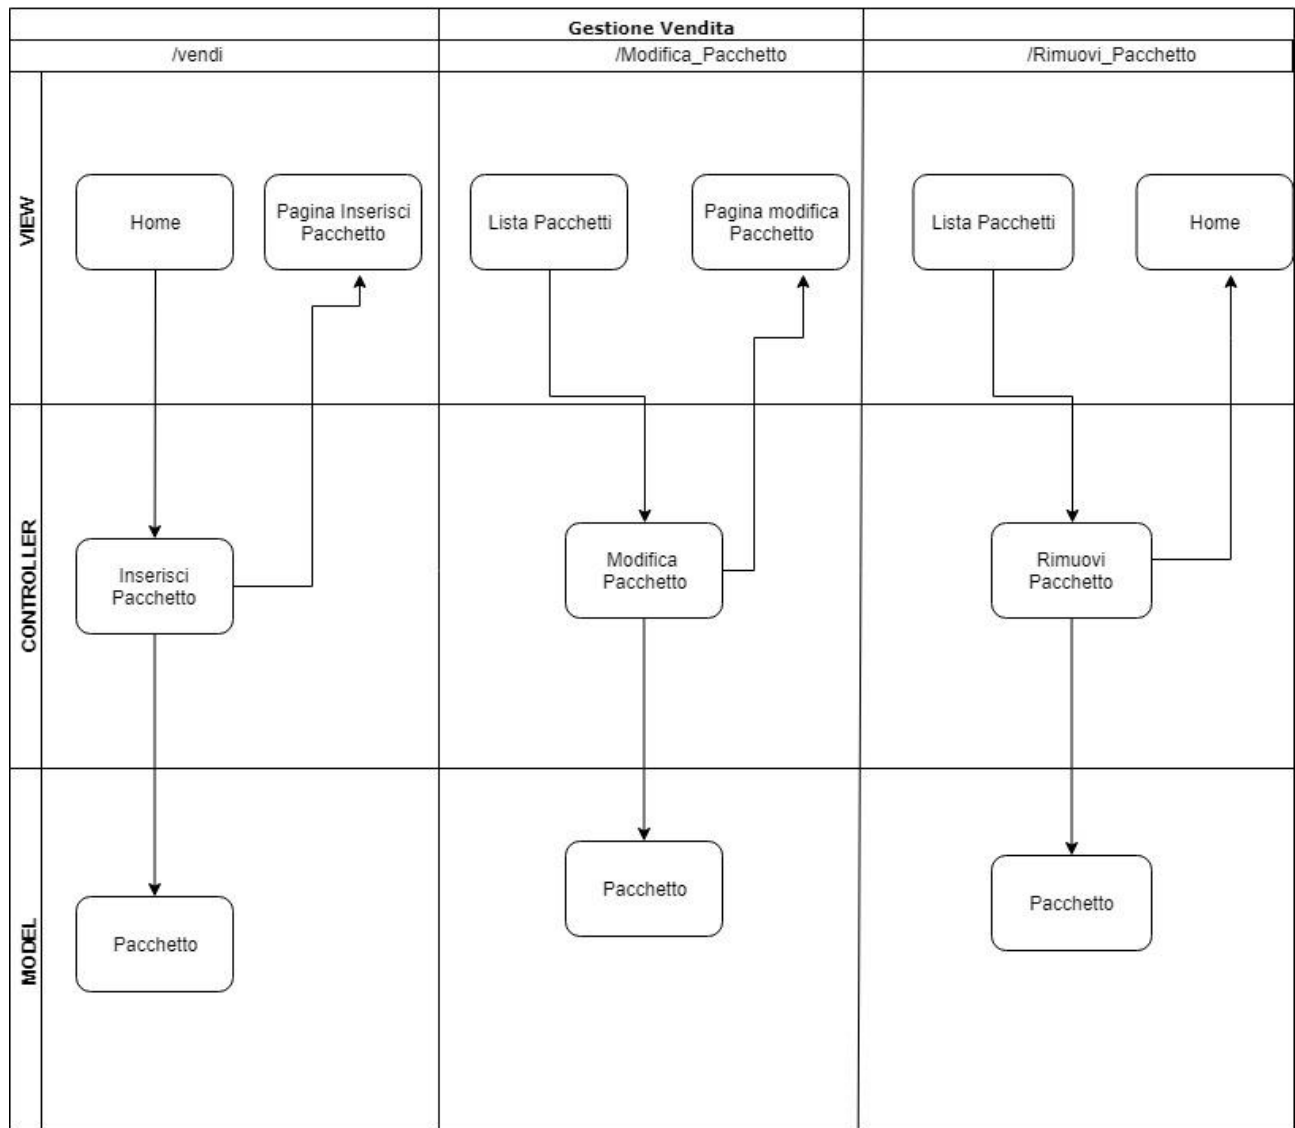 Gestione Vendita
/vendi
/Modifica_Pacchetto
/Rimuovi_Pacchetto
VIEW
Home
Pagina Inserisci
Pacchetto
Lista Pacchetti
Pagina modifica
Pacchetto
Lista Pacchetti
Home
CONTROLLER
Inserisci
Pacchetto
Modifica
Pacchetto
Rimuovi
Pacchetto
MODEL
Pacchetto
Pacchetto
Pacchetto